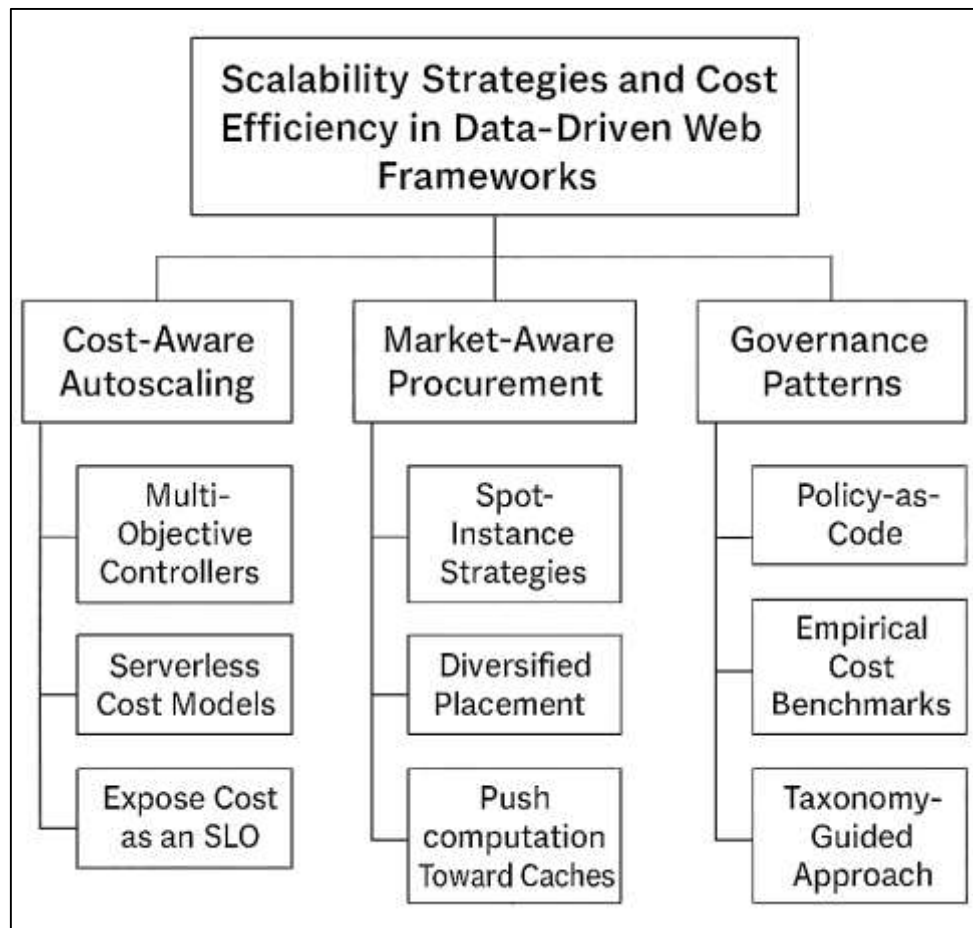 Scalability Strategies and Cost
Efficiency in Data-Driven Web
Frameworks
Cost-Aware
Autoscaling
Multi-
Objective
Controllers
Serverless
Cost Models
Expose Cost
as an SLO
Market-Aware
Procurement
Spot-
Instance
Strategies
Diversified
Placement
Push
computation
Toward Caches
Governance
Patterns
Policy-as-
Code
Empirical
Cost
Benchmarks
Taxonomy-
Guided
Approach